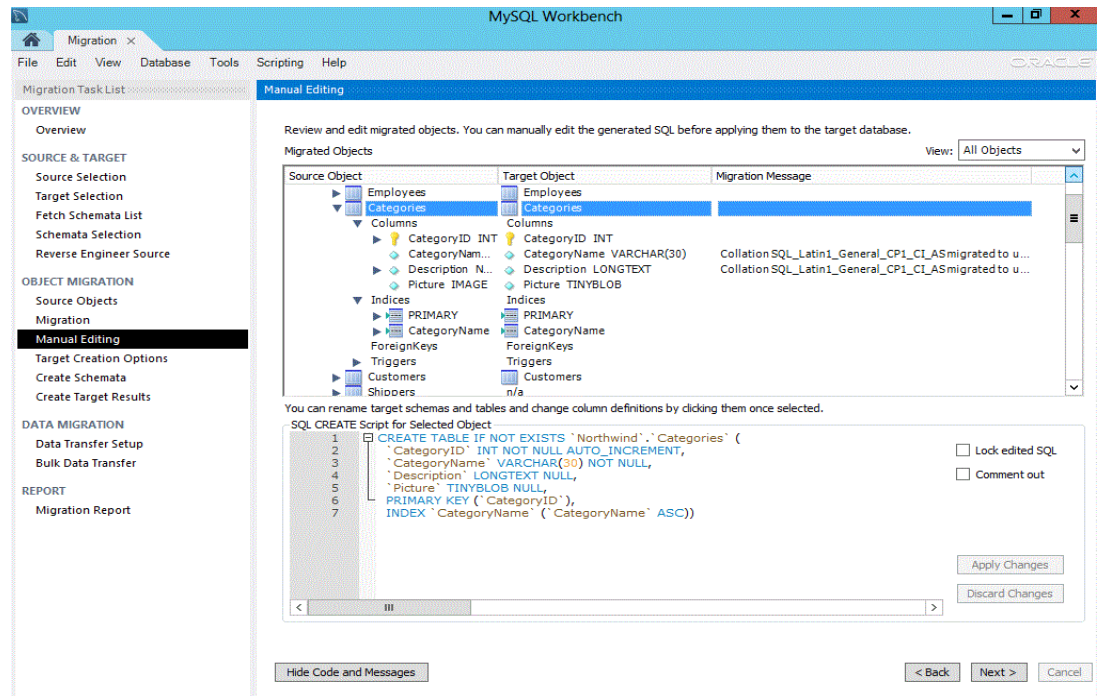 MySQL Workbench
Migration
File Edit View Database Tools Scripting Help
ORACLE
Migration Task List
OVERVIEW
Overview
SOURCE & TARGET
Source Selection
Target Selection
Fetch Schemata List
Schemata Selection
Reverse Engineer Source
OBJECT MIGRATION
Source Objects
Migration
Manual Editing
Target Creation Options
Create Schemata
Create Target Results
DATA MIGRATION
Data Transfer Setup
Bulk Data Transfer
REPORT
Migration Report
Manual Editing
Review and edit migrated objects. You can manually edit the generated SQL before applying them to the target database.
Migrated Objects View: All Objects
Source Object Target Object Migration Message
Employees Employees
Categories Categories
Columns Columns
CategoryID INT CategoryID INT
CategoryNam... CategoryName VARCHAR(30) Collation SQL_Latin1_General_CP1_CI_AS migrated to u...
Description N... Description LONGTEXT Collation SQL_Latin1_General_CP1_CI_AS migrated to u...
Picture IMAGE Picture TINYBLOB
Indices Indices
PRIMARY PRIMARY
CategoryName CategoryName
ForeignKeys ForeignKeys
Triggers Triggers
Customers Customers
Shippers n/a
You can rename target schemas and tables and change column definitions by clicking them once selected.
SQL CREATE Script for Selected Object
1 CREATE TABLE IF NOT EXISTS `Northwind`.`Categories` (
2 `CategoryID` INT NOT NULL AUTO_INCREMENT,
3 `CategoryName` VARCHAR(30) NOT NULL,
4 `Description` LONGTEXT NULL,
5 `Picture` TINYBLOB NULL,
6 PRIMARY KEY (`CategoryID`),
7 INDEX `CategoryName` (`CategoryName` ASC))
Lock edited SQL
Comment out
Apply Changes
Discard Changes
Hide Code and Messages
< Back Next > Cancel